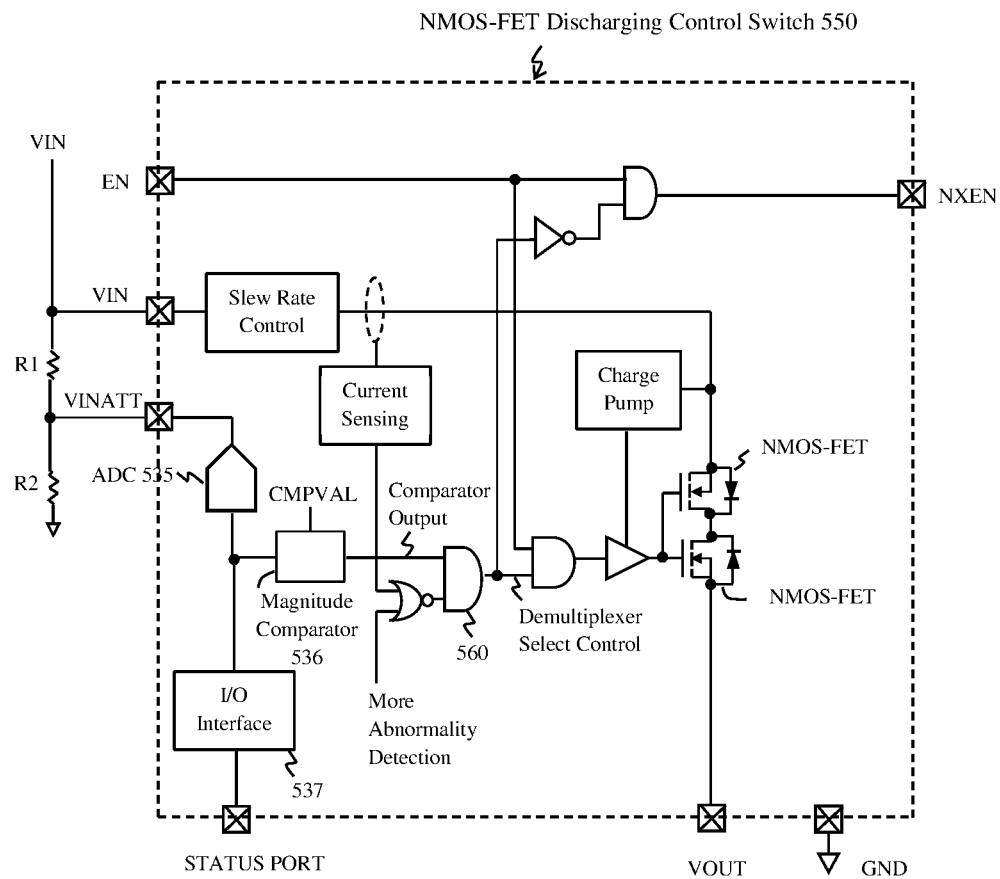 NMOS-FET Discharging Control Switch 550
VIN
EN
NXEN
VIN
Slew Rate
Control
R1
Current
Sensing
Charge
Pump
VINATT
NMOS-FET
ADC 535
R2
CMPVAL
Comparator
Output
Magnitude
Comparator
536
560
Demultiplexer
Select Control
NMOS-FET
I/O
Interface
537
More
Abnormality
Detection
STATUS PORT
VOUT
GND